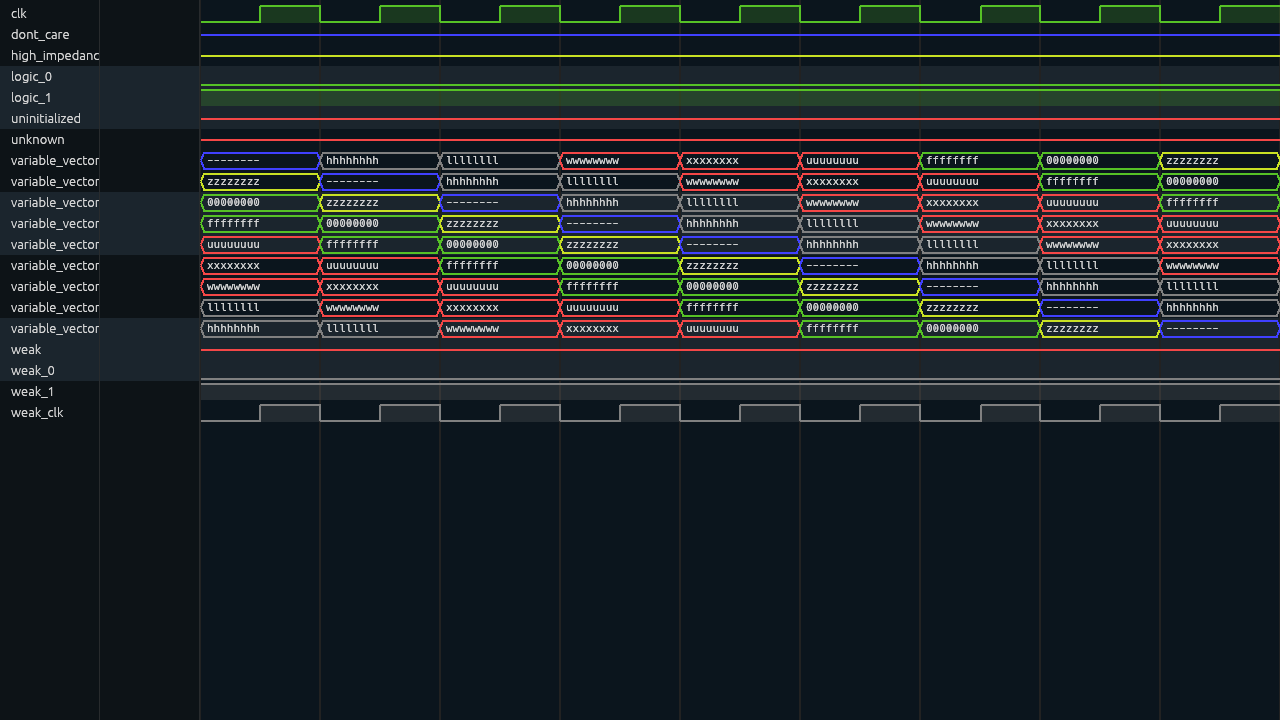 clk
dont_care
high_impedanc
logic_0
logic_1
uninitialized
unknown
variable_vector -------- hhhhhhhh llllllll wwwwwwww xxxxxxxx uuuuuuuu ffffffff 00000000 zzzzzzzz
variable_vector zzzzzzzz -------- hhhhhhhh llllllll wwwwwwww xxxxxxxx uuuuuuuu ffffffff 00000000
variable_vector 00000000 zzzzzzzz -------- hhhhhhhh llllllll wwwwwwww xxxxxxxx uuuuuuuu ffffffff
variable_vector ffffffff 00000000 zzzzzzzz -------- hhhhhhhh llllllll wwwwwwww xxxxxxxx uuuuuuuu
variable_vector uuuuuuuu ffffffff 00000000 zzzzzzzz -------- hhhhhhhh llllllll wwwwwwww xxxxxxxx
variable_vector xxxxxxxx uuuuuuuu ffffffff 00000000 zzzzzzzz -------- hhhhhhhh llllllll wwwwwwww
variable_vector wwwwwwww xxxxxxxx uuuuuuuu ffffffff 00000000 zzzzzzzz -------- hhhhhhhh llllllll
variable_vector llllllll wwwwwwww xxxxxxxx uuuuuuuu ffffffff 00000000 zzzzzzzz -------- hhhhhhhh
variable_vector hhhhhhhh llllllll wwwwwwww xxxxxxxx uuuuuuuu ffffffff 00000000 zzzzzzzz --------
weak
weak_0
weak_1
weak_clk